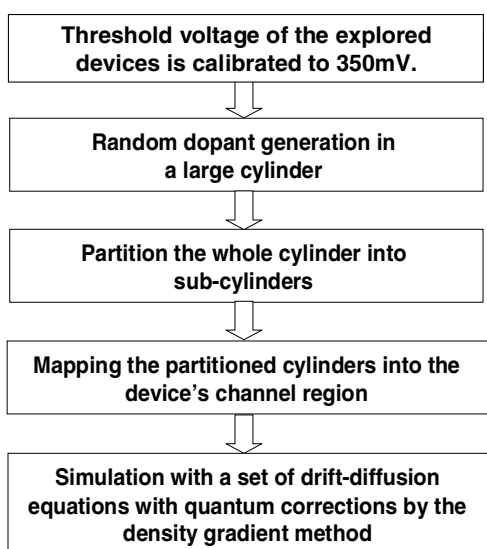 Threshold voltage of the explored
devices is calibrated to 350mV.
Random dopant generation in
a large cylinder
Partition the whole cylinder into
sub-cylinders
Mapping the partitioned cylinders into the
device's channel region
Simulation with a set of drift-diffusion
equations with quantum corrections by the
density gradient method